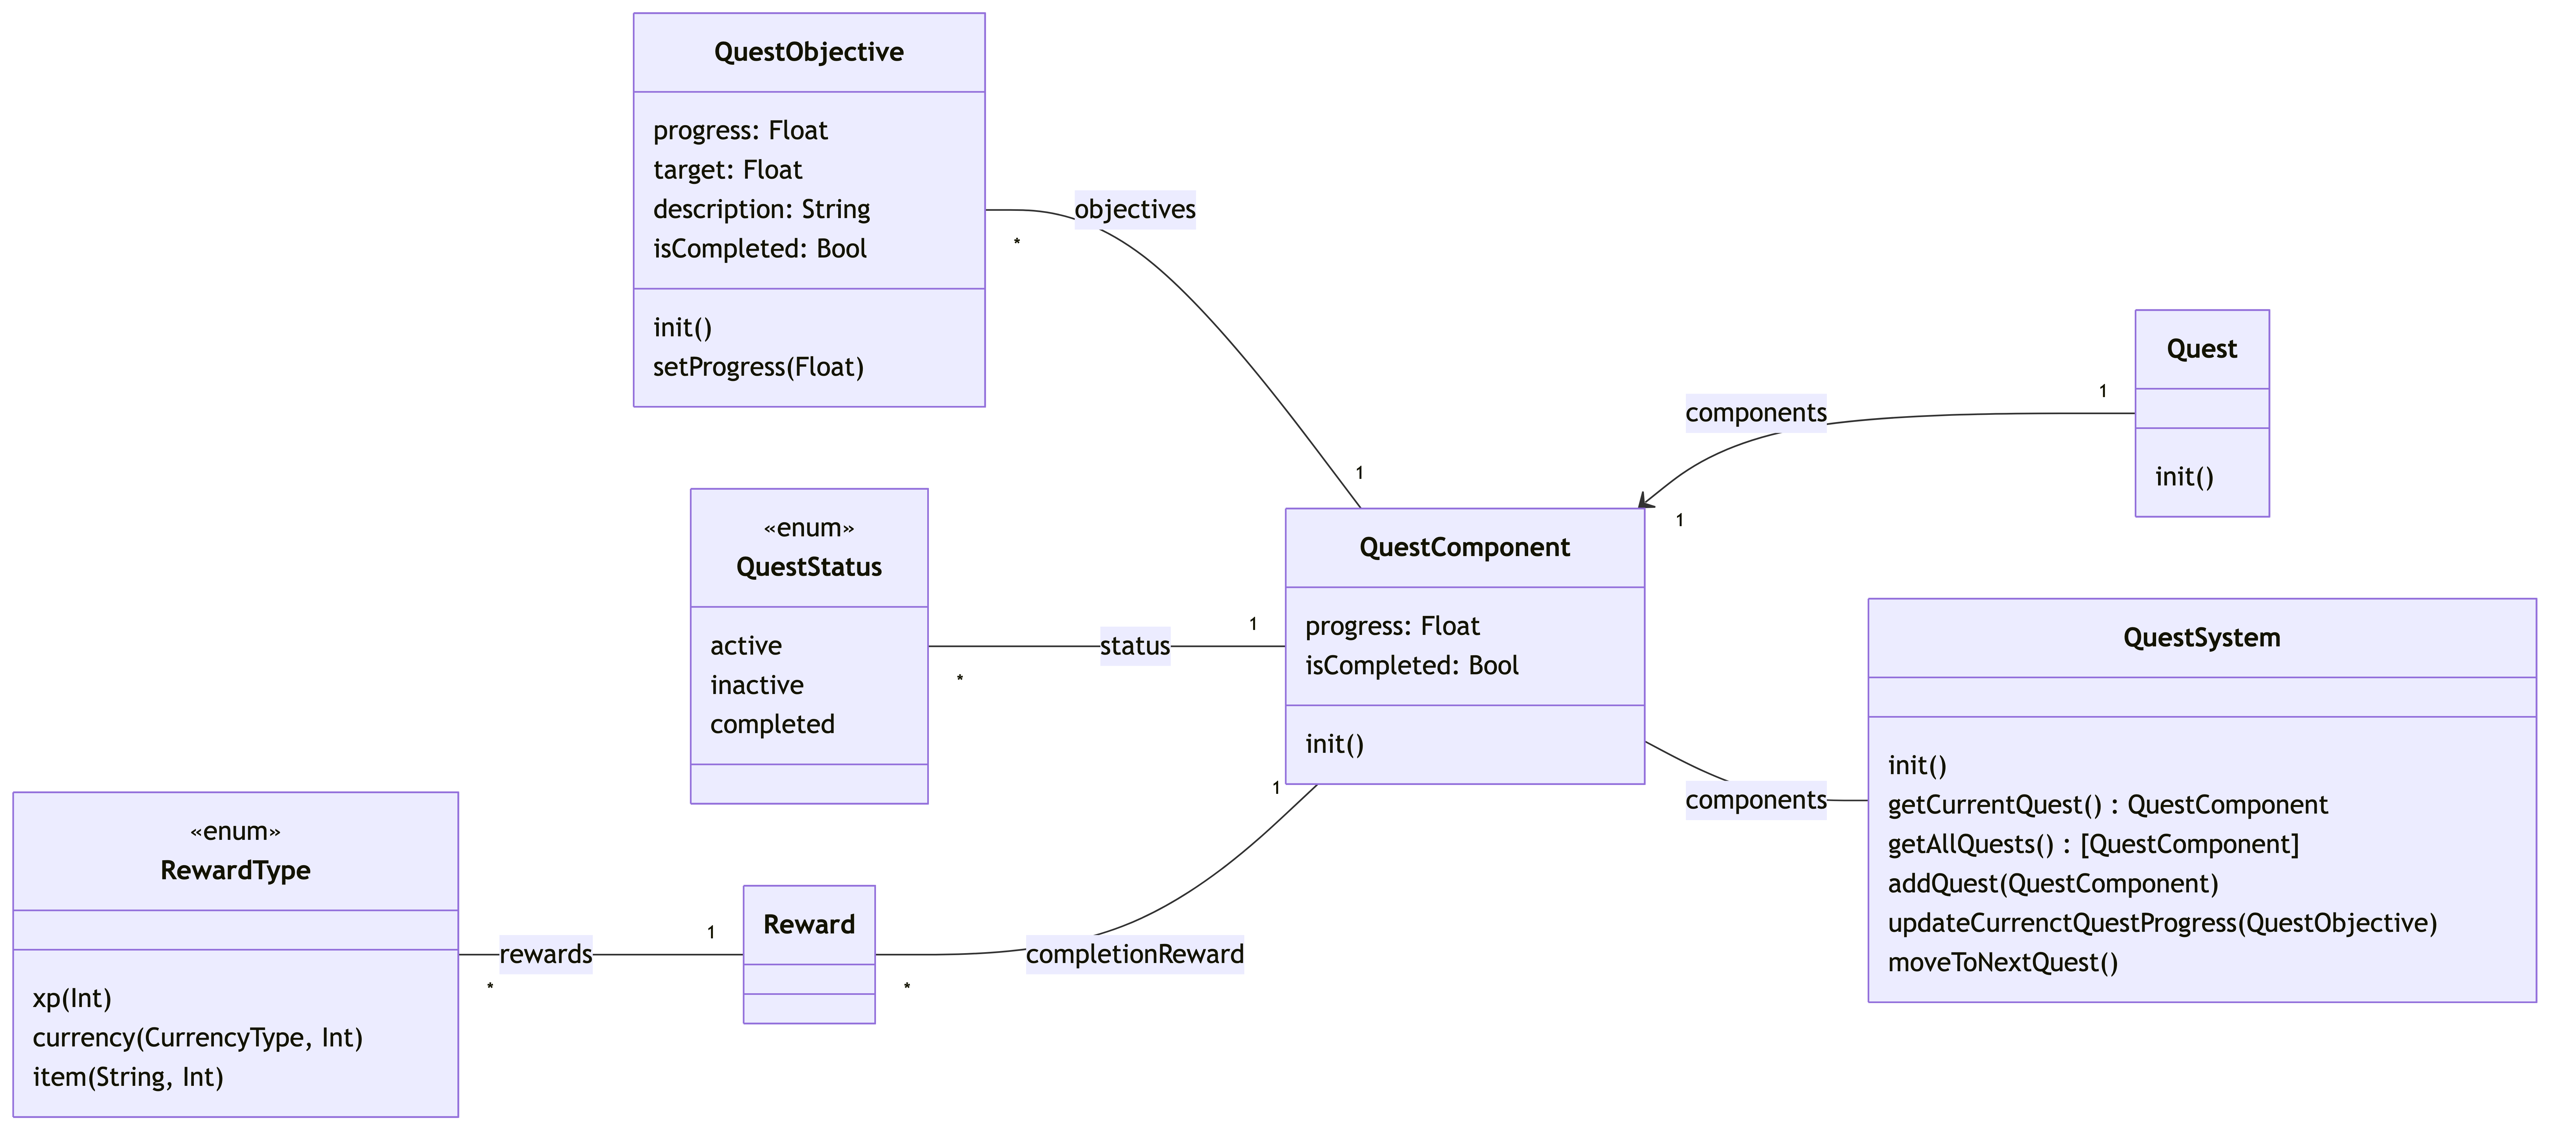 QuestObjective
progress: Float
target: Float
description: String
isCompleted: Bool
init()
setProgress(Float)
objectives
*
1
Quest
init()
components
1
1
«enum»
QuestStatus
active
inactive
completed
status
*
1
QuestComponent
progress: Float
isCompleted: Bool
init()
components
QuestSystem
init()
getCurrentQuest() : QuestComponent
getAllQuests() : [QuestComponent]
addQuest(QuestComponent)
updateCurrenctQuestProgress(QuestObjective)
moveToNextQuest()
«enum»
RewardType
xp(Int)
currency(CurrencyType, Int)
item(String, Int)
rewards
*
1
Reward
completionReward
*
1